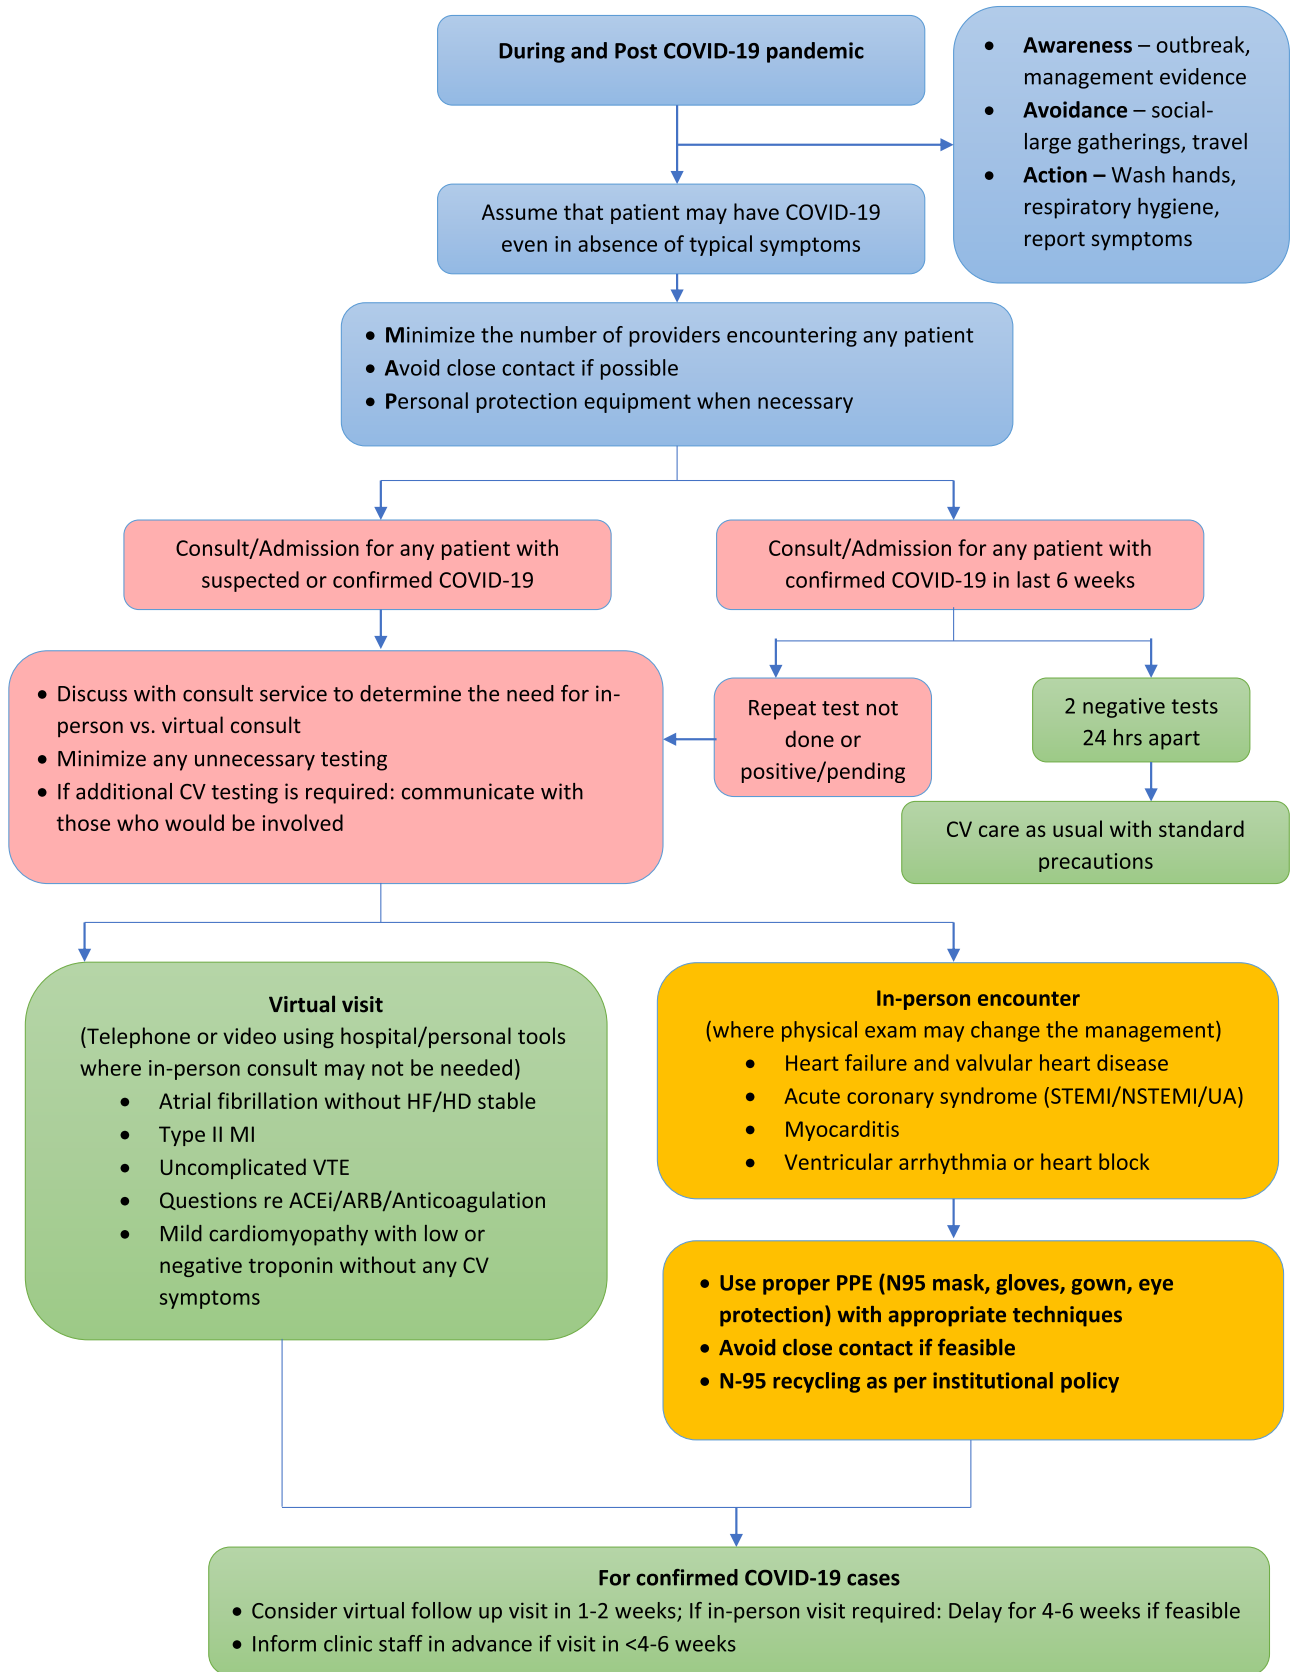 During and Post COVID-19 pandemic
• Awareness – outbreak,
management evidence
• Avoidance – social-
large gatherings, travel
• Action – Wash hands,
respiratory hygiene,
report symptoms
Assume that patient may have COVID-19
even in absence of typical symptoms
• Minimize the number of providers encountering any patient
• Avoid close contact if possible
• Personal protection equipment when necessary
Consult/Admission for any patient with
suspected or confirmed COVID-19
Consult/Admission for any patient with
confirmed COVID-19 in last 6 weeks
• Discuss with consult service to determine the need for in-
person vs. virtual consult
• Minimize any unnecessary testing
• If additional CV testing is required: communicate with
those who would be involved
Repeat test not
done or
positive/pending
2 negative tests
24 hrs apart
CV care as usual with standard
precautions
Virtual visit
(Telephone or video using hospital/personal tools
where in-person consult may not be needed)
• Atrial fibrillation without HF/HD stable
• Type II MI
• Uncomplicated VTE
• Questions re ACEi/ARB/Anticoagulation
• Mild cardiomyopathy with low or
negative troponin without any CV
symptoms
In-person encounter
(where physical exam may change the management)
• Heart failure and valvular heart disease
• Acute coronary syndrome (STEMI/NSTEMI/UA)
• Myocarditis
• Ventricular arrhythmia or heart block
• Use proper PPE (N95 mask, gloves, gown, eye
protection) with appropriate techniques
• Avoid close contact if feasible
• N-95 recycling as per institutional policy
For confirmed COVID-19 cases
• Consider virtual follow up visit in 1-2 weeks; If in-person visit required: Delay for 4-6 weeks if feasible
• Inform clinic staff in advance if visit in <4-6 weeks